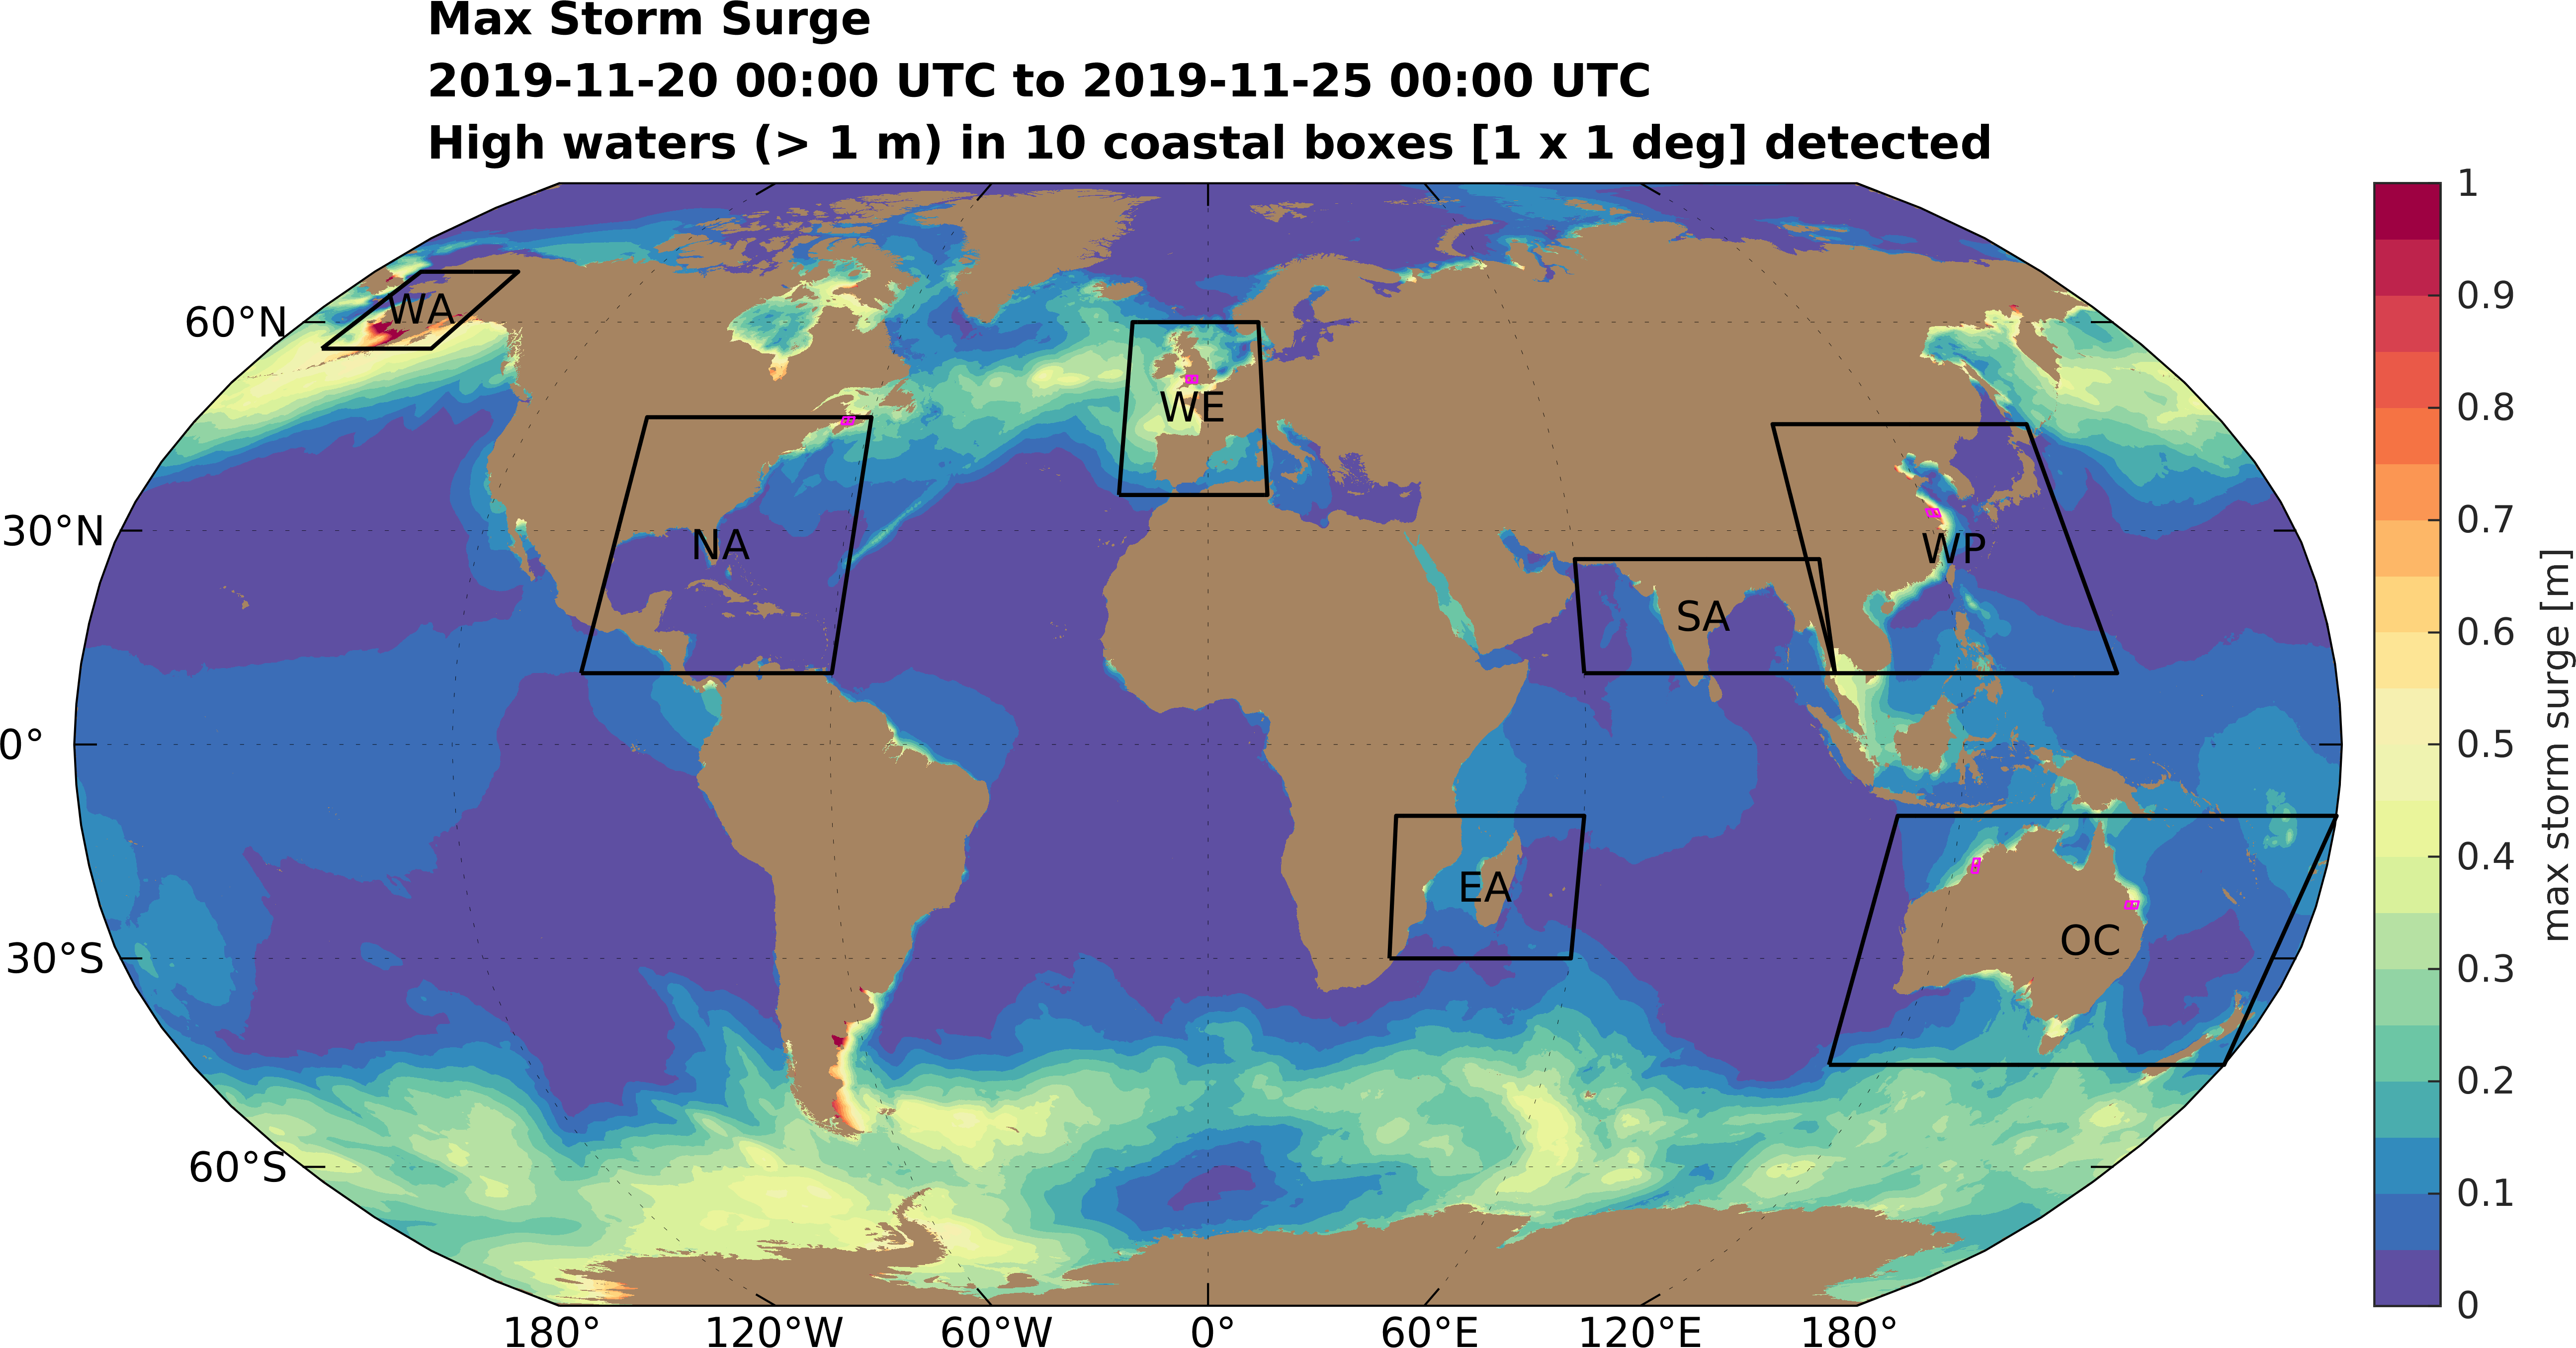 Max Storm Surge
2019-11-20 00:00 UTC to 2019-11-25 00:00 UTC
High waters (> 1 m) in 10 coastal boxes [1 x 1 deg] detected
60°N
30°N
0°
30°S
60°S
WA
NA
WE
SA
WP
EA
OC
180°
120°W
60°W
0°
60°E
120°E
180°
1
0.9
0.8
0.7
0.6
0.5
0.4
0.3
0.2
0.1
0
max storm surge [m]